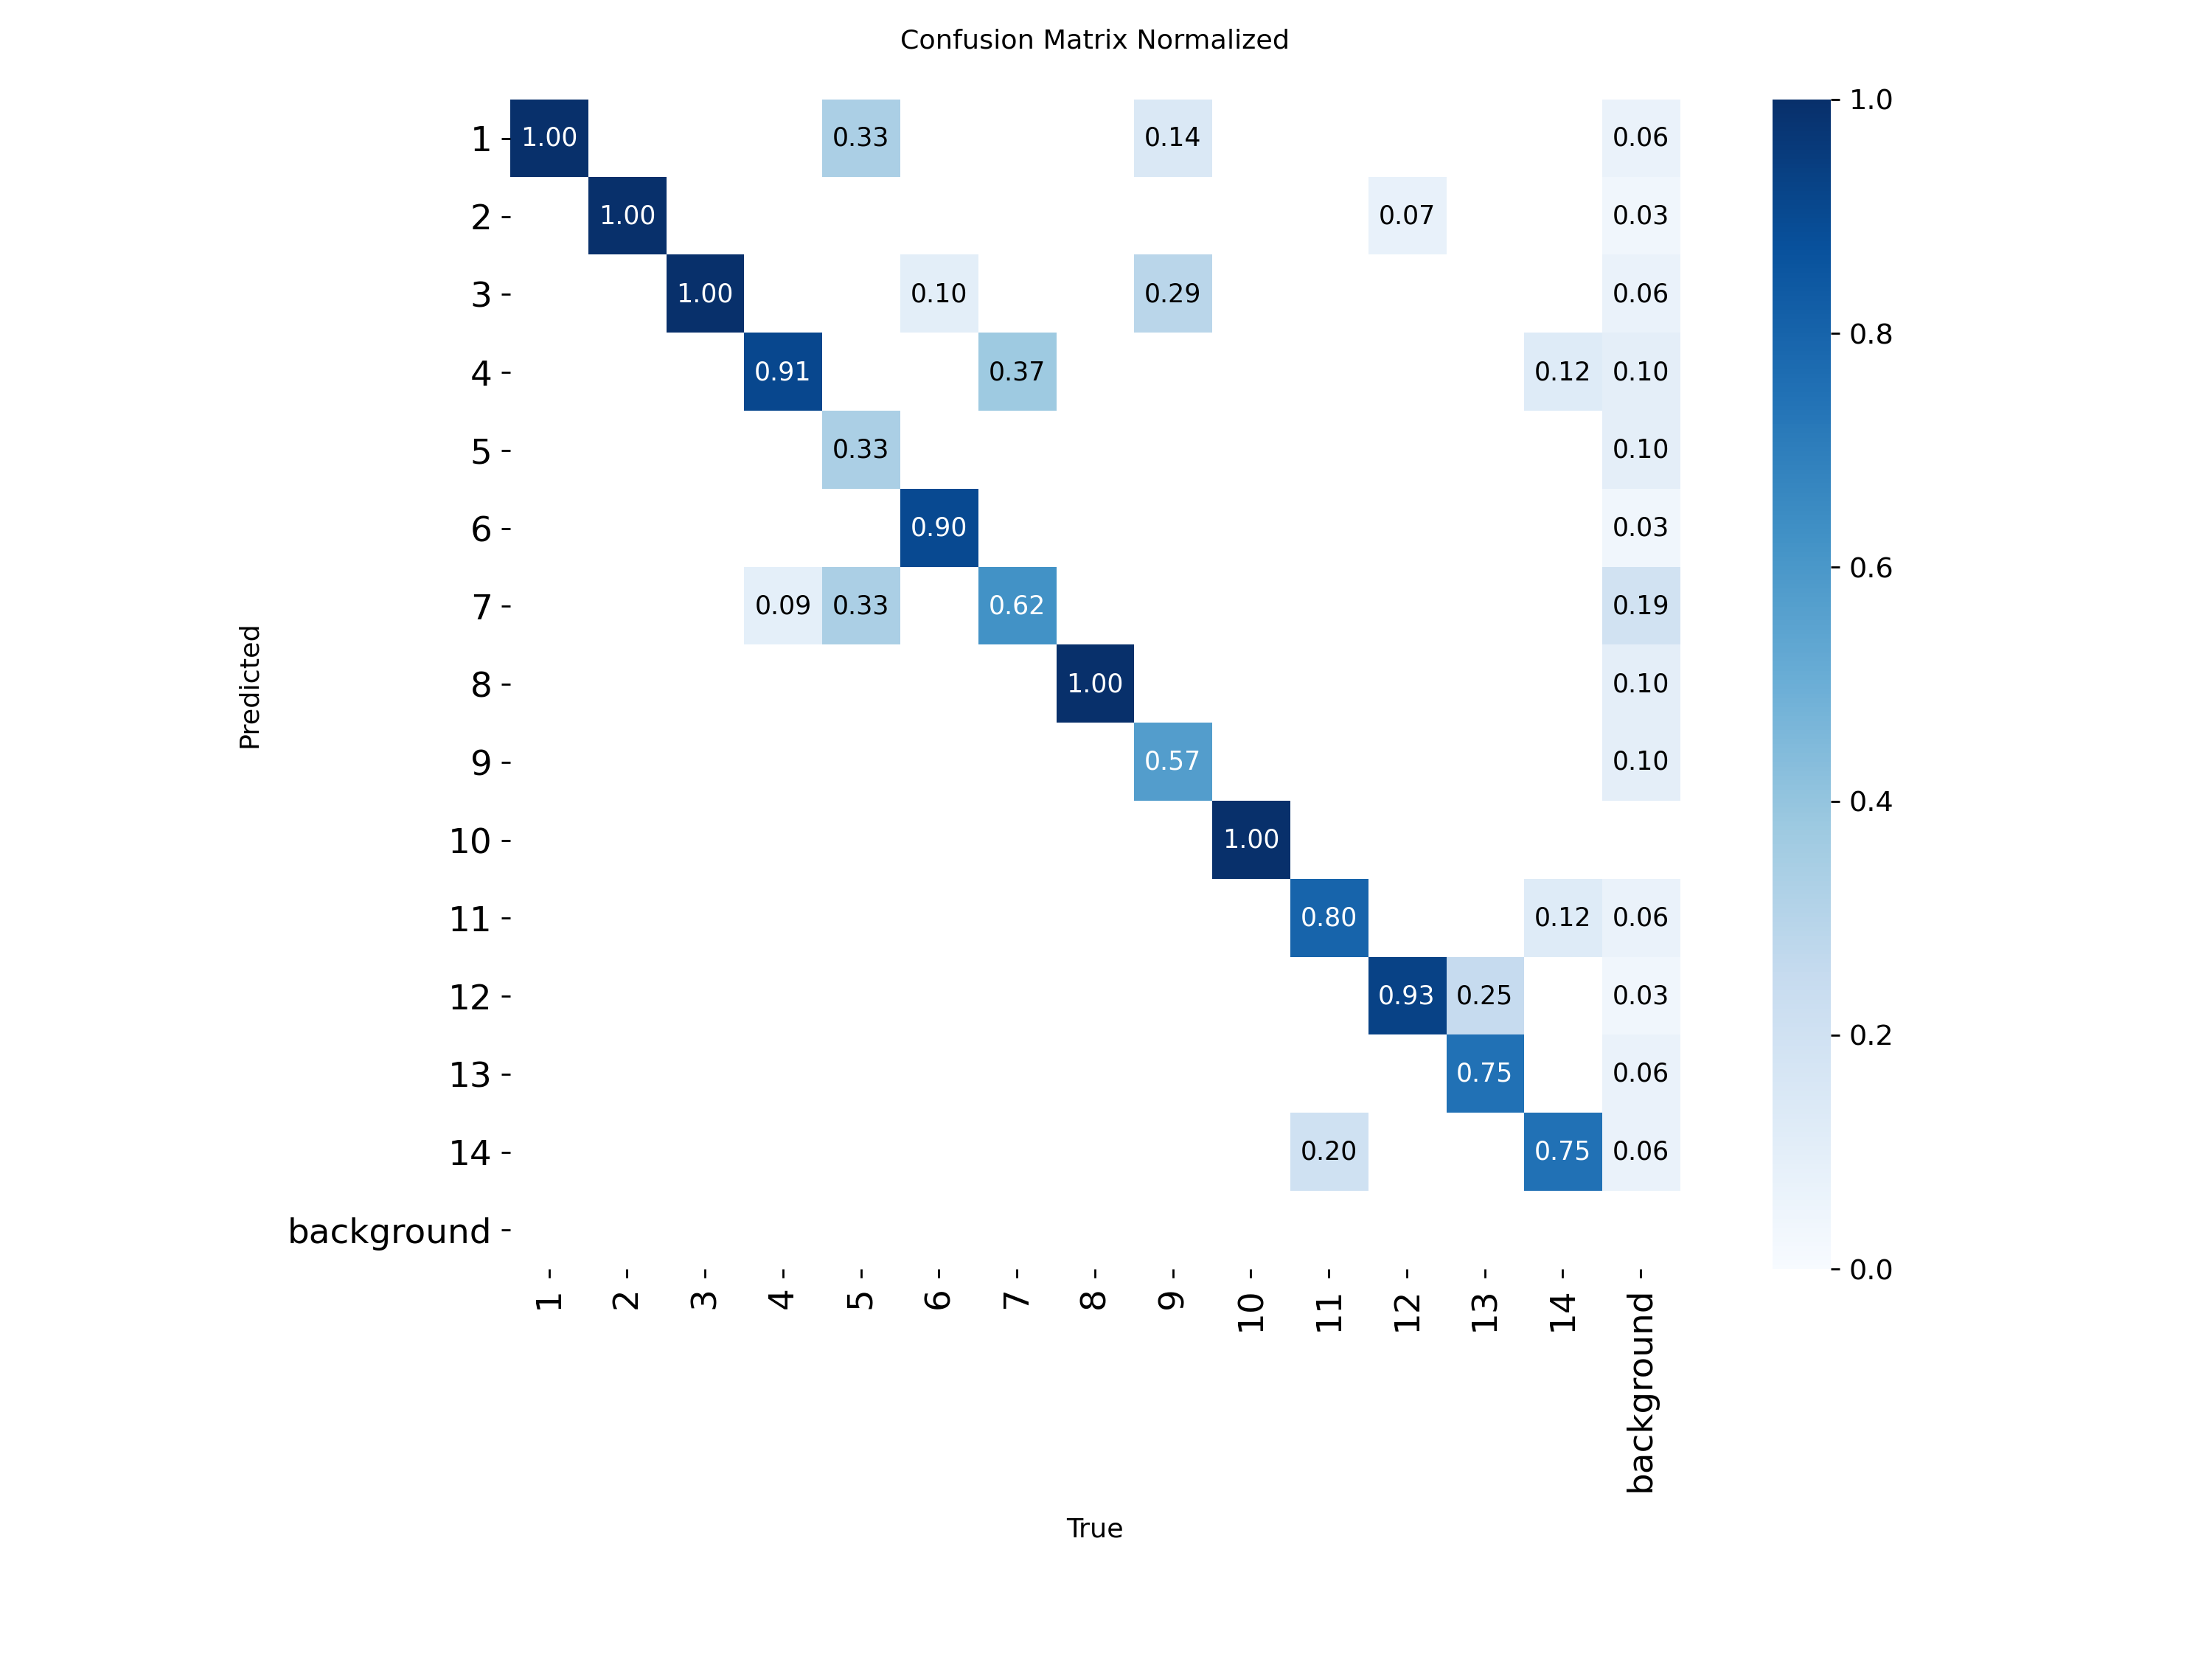 Confusion Matrix Normalized
1 1.00 0.33 0.14 0.06
2 1.00 0.07 0.03
3 1.00 0.10 0.29 0.06
4 0.91 0.37 0.12 0.10
5 0.33 0.10
6 0.90 0.03
7 0.09 0.33 0.62 0.19
8 1.00 0.10
9 0.57 0.10
10 1.00
11 0.80 0.12 0.06
12 0.93 0.25 0.03
13 0.75 0.06
14 0.20 0.75 0.06
background
1 2 3 4 5 6 7 8 9 10 11 12 13 14 background
True
Predicted
1.0
0.8
0.6
0.4
0.2
0.0